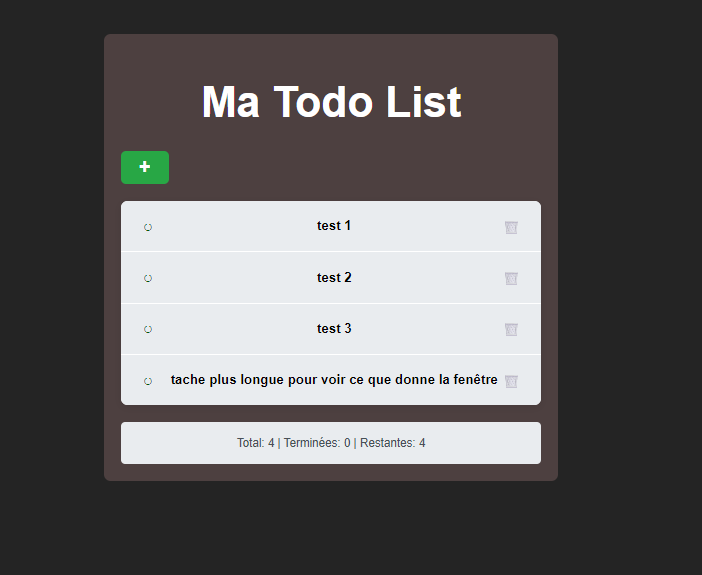 Ma Todo List
+
test 1
test 2
test 3
tache plus longue pour voir ce que donne la fenêtre
Total: 4 | Terminées: 0 | Restantes: 4